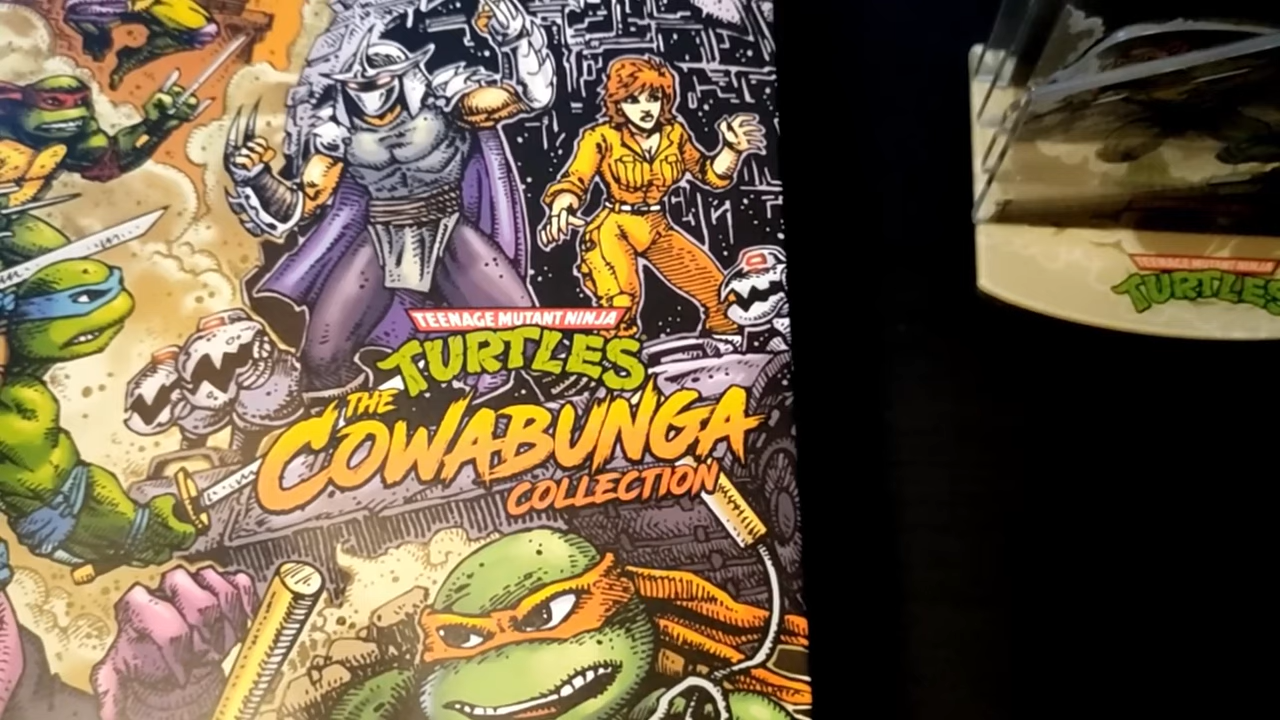 TEENAGE MUTANT NINJA
TURTLES
THE
COWABUNGA
COLLECTION
TEENAGE MUTANT NINJA
TURTLES